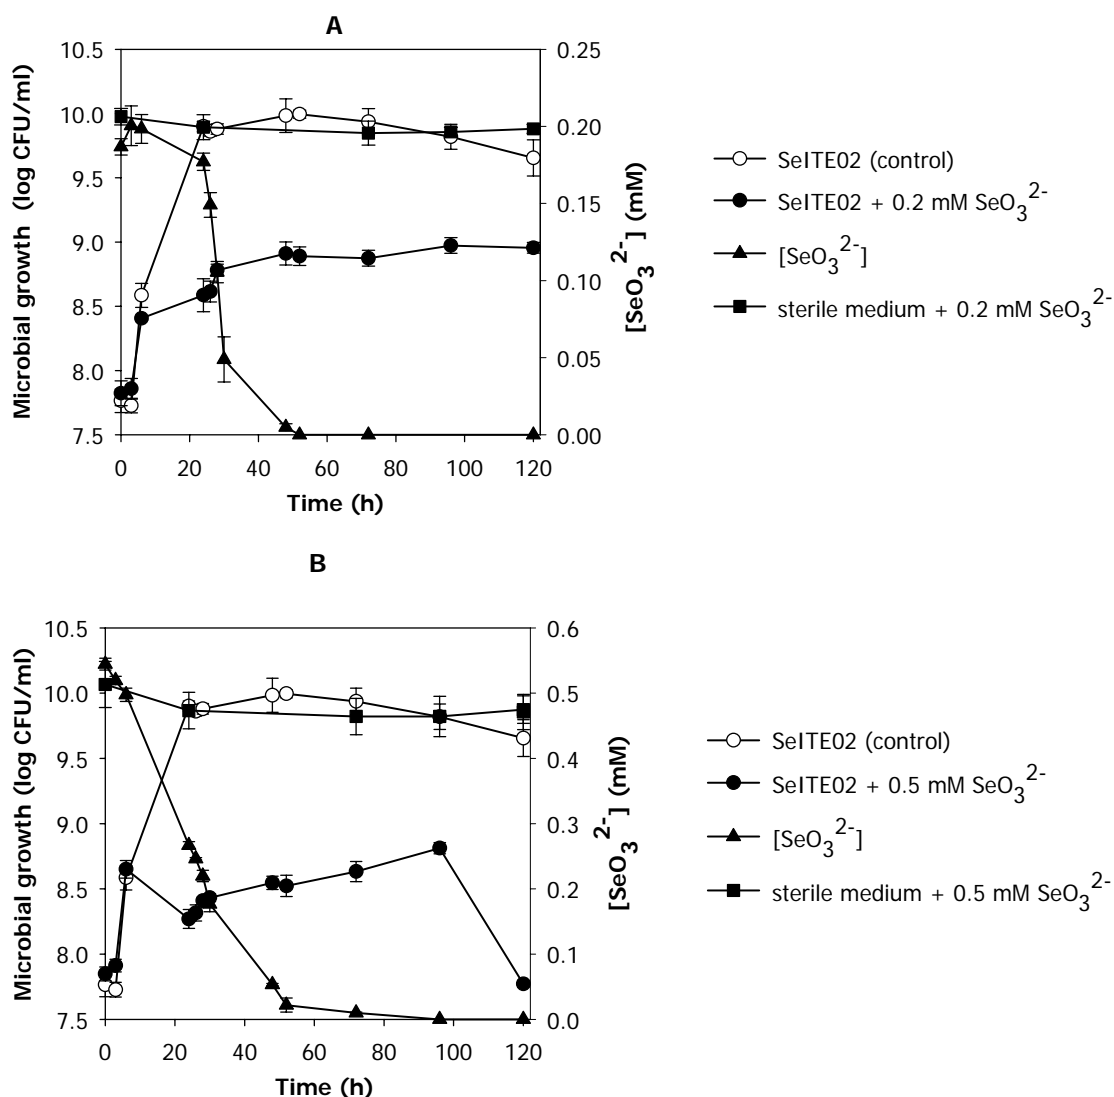 A
Microbial growth (log CFU/ml)
10.5
10.0
9.5
9.0
8.5
8.0
7.5
0.25
0.20
0.15
0.10
0.05
0.00
[SeO3 2-] (mM)
0 20 40 60 80 100 120
Time (h)
SeITE02 (control)
SeITE02 + 0.2 mM SeO3 2-
[SeO3 2-]
sterile medium + 0.2 mM SeO3 2-
B
Microbial growth (log CFU/ml)
10.5
10.0
9.5
9.0
8.5
8.0
7.5
0.6
0.5
0.4
0.3
0.2
0.1
0.0
[SeO3 2-] (mM)
0 20 40 60 80 100 120
Time (h)
SeITE02 (control)
SeITE02 + 0.5 mM SeO3 2-
[SeO3 2-]
sterile medium + 0.5 mM SeO3 2-